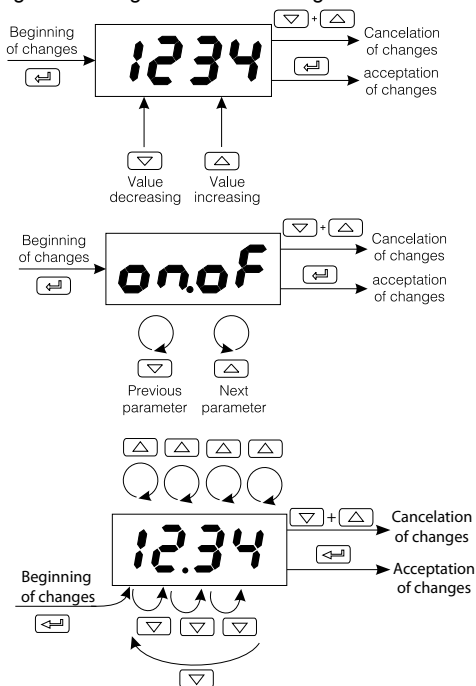 Beginning
of changes
1234
+
Cancelation
of changes
acceptation
of changes
Value
decreasing
Value
increasing
Beginning
of changes
on.oF
+
Cancelation
of changes
acceptation
of changes
Previous
parameter
Next
parameter
12.34
+
Cancelation
of changes
Acceptation
of changes
Beginning
of changes